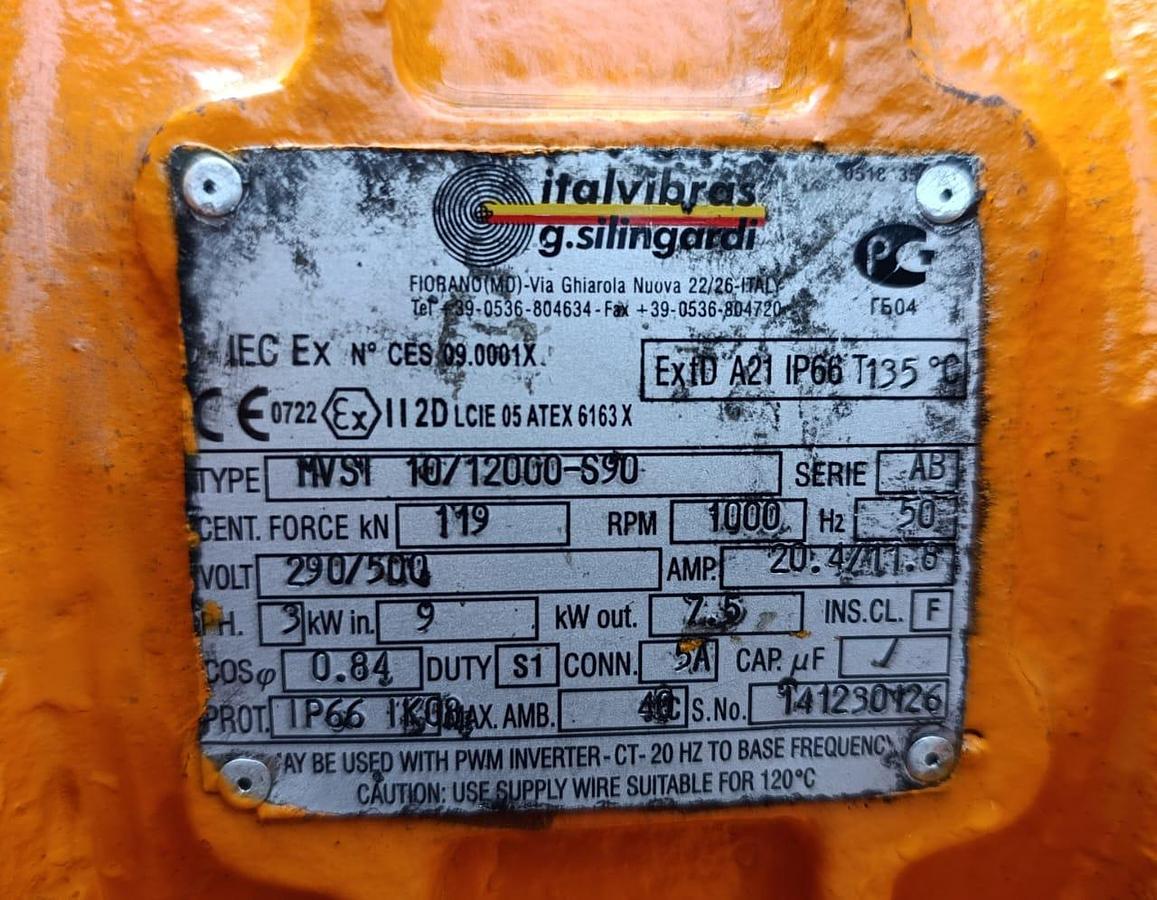 italvibras
g.silingardi
PG
ГБ04
FIORANO(MO)-Via Ghiarola Nuova 22/26-ITALY
Tel +39-0536-804634-Fax +39-0536-804720
IEC Ex N° CES 09.0001X
ExtD A21 IP66 T135 °C
CE 0722 Ex II 2D LCIE 05 ATEX 6163 X
TYPE MVSI 10/12000-S90 SERIE AB
CENT. FORCE kN 119 RPM 1000 Hz 50
VOLT 290/500 AMP. 20.4/11.8
PH. 3 kW in. 9 kW out. 7.5 INS.CL. F
COSφ 0.84 DUTY S1 CONN. CAP. µF /
PROT. IP66 IK08 MAX. AMB. 40°C S.No.
MAY BE USED WITH PWM INVERTER-CT-20 HZ TO BASE FREQUENCY
CAUTION: USE SUPPLY WIRE SUITABLE FOR 120°C